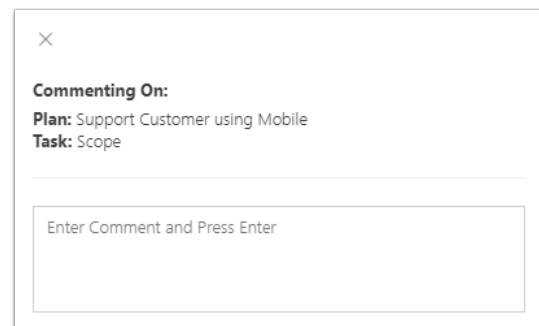 Commenting On:
Plan: Support Customer using Mobile
Task: Scope
Enter Comment and Press Enter